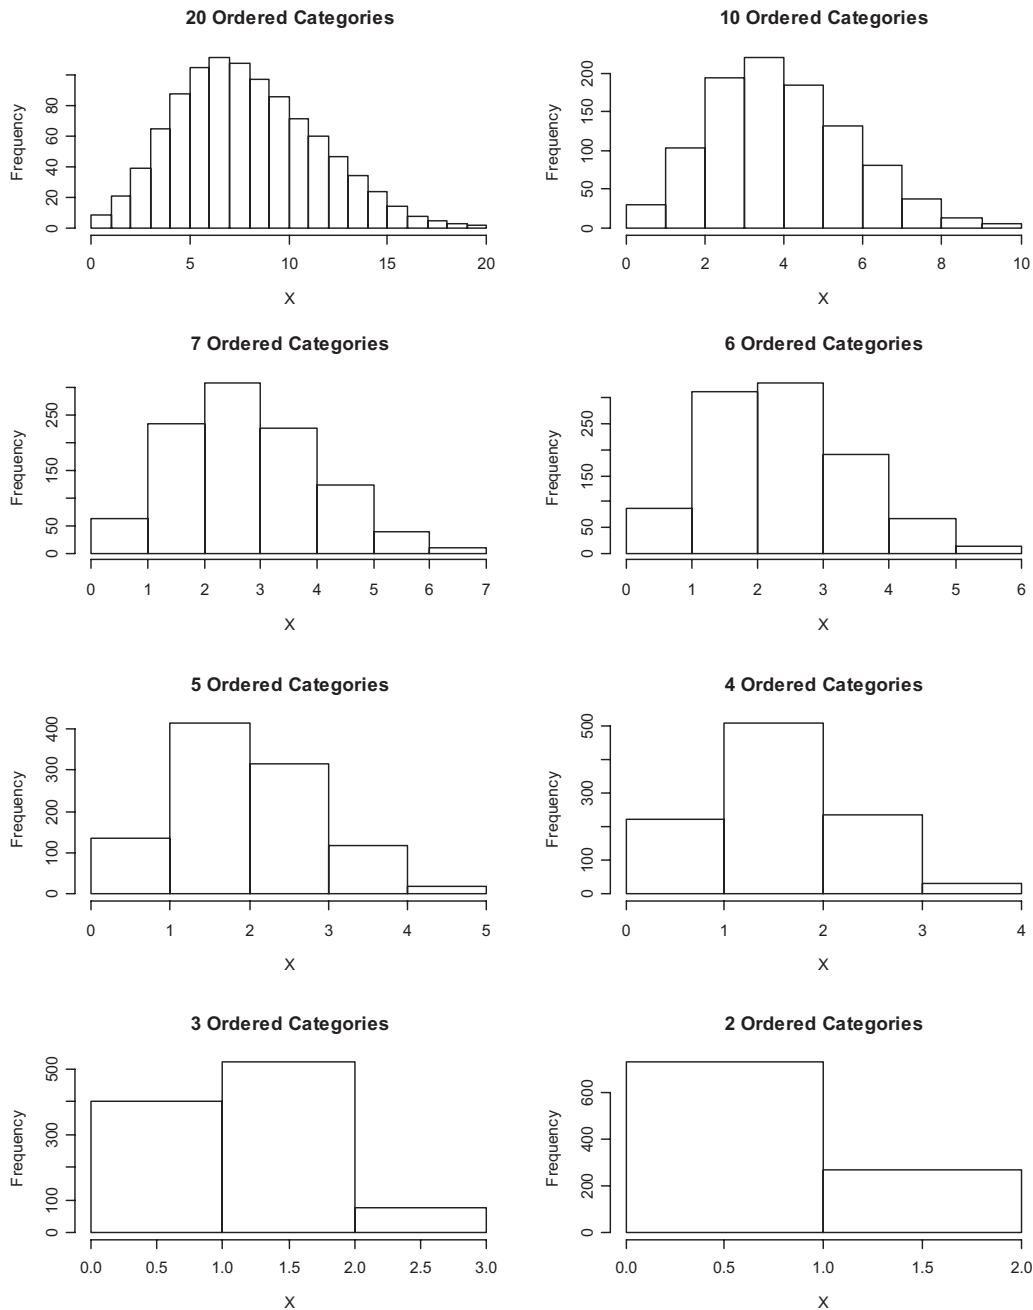 20 Ordered Categories
Frequency
0 20 40 60 80
0 5 10 15 20
X
10 Ordered Categories
Frequency
0 50 100 150 200
0 2 4 6 8 10
X
7 Ordered Categories
Frequency
0 50 150 250
0 1 2 3 4 5 6 7
X
6 Ordered Categories
Frequency
0 50 150 250
0 1 2 3 4 5 6
X
5 Ordered Categories
Frequency
0 100 200 300 400
0 1 2 3 4 5
X
4 Ordered Categories
Frequency
0 100 300 500
0 1 2 3 4
X
3 Ordered Categories
Frequency
0 100 300 500
0.0 0.5 1.0 1.5 2.0 2.5 3.0
X
2 Ordered Categories
Frequency
0 200 400 600
0.0 0.5 1.0 1.5 2.0
X